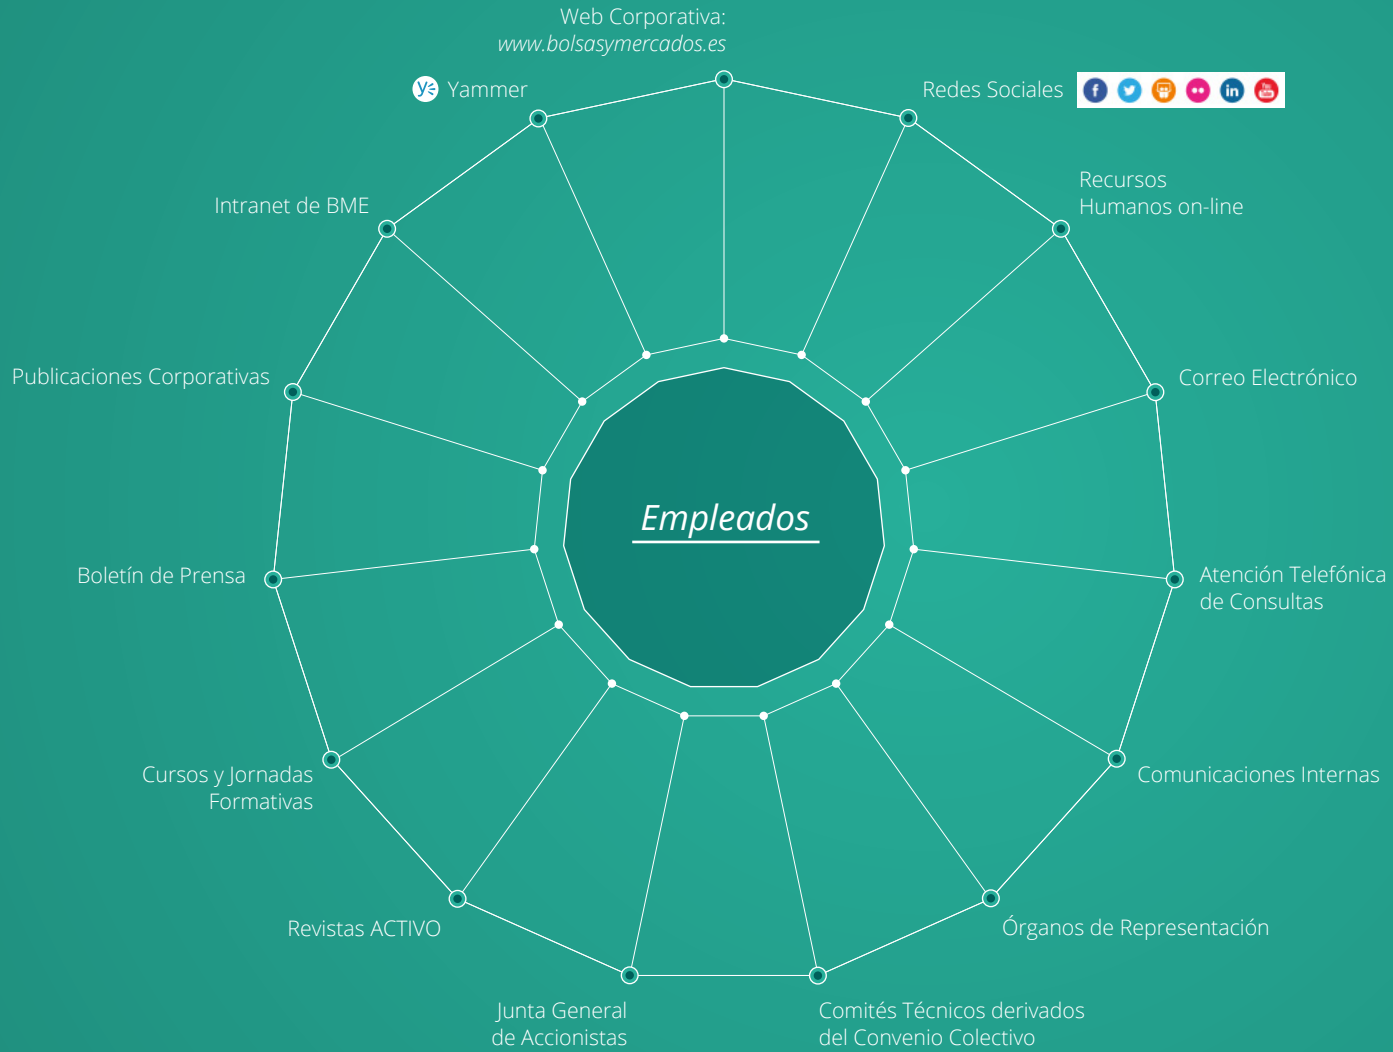 Web Corporativa:
www.bolsasymercados.es
Redes Sociales
Recursos
Humanos on-line
Correo Electrónico
Atención Telefónica
de Consultas
Comunicaciones Internas
Órganos de Representación
Comités Técnicos derivados
del Convenio Colectivo
Junta General
de Accionistas
Revistas ACTIVO
Cursos y Jornadas
Formativas
Boletín de Prensa
Publicaciones Corporativas
Intranet de BME
Yammer
Empleados